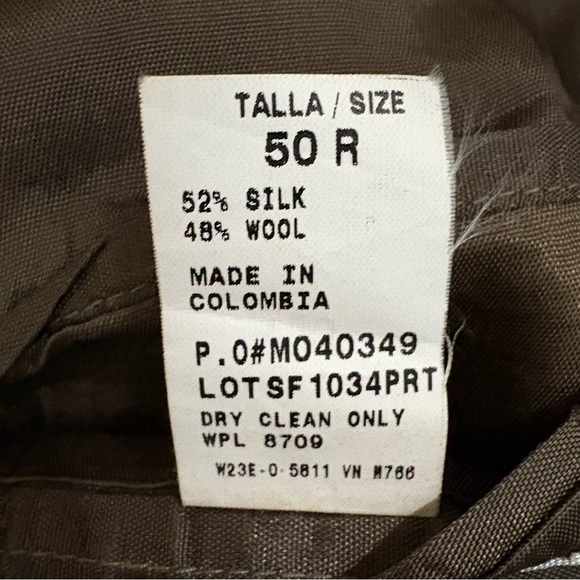 TALLA / SIZE
50 R
52% SILK
48% WOOL
MADE IN
COLOMBIA
P.O#MO40349
LOTSF1034PRT
DRY CLEAN ONLY
WPL 8709
W23E-0-5811 VN M766